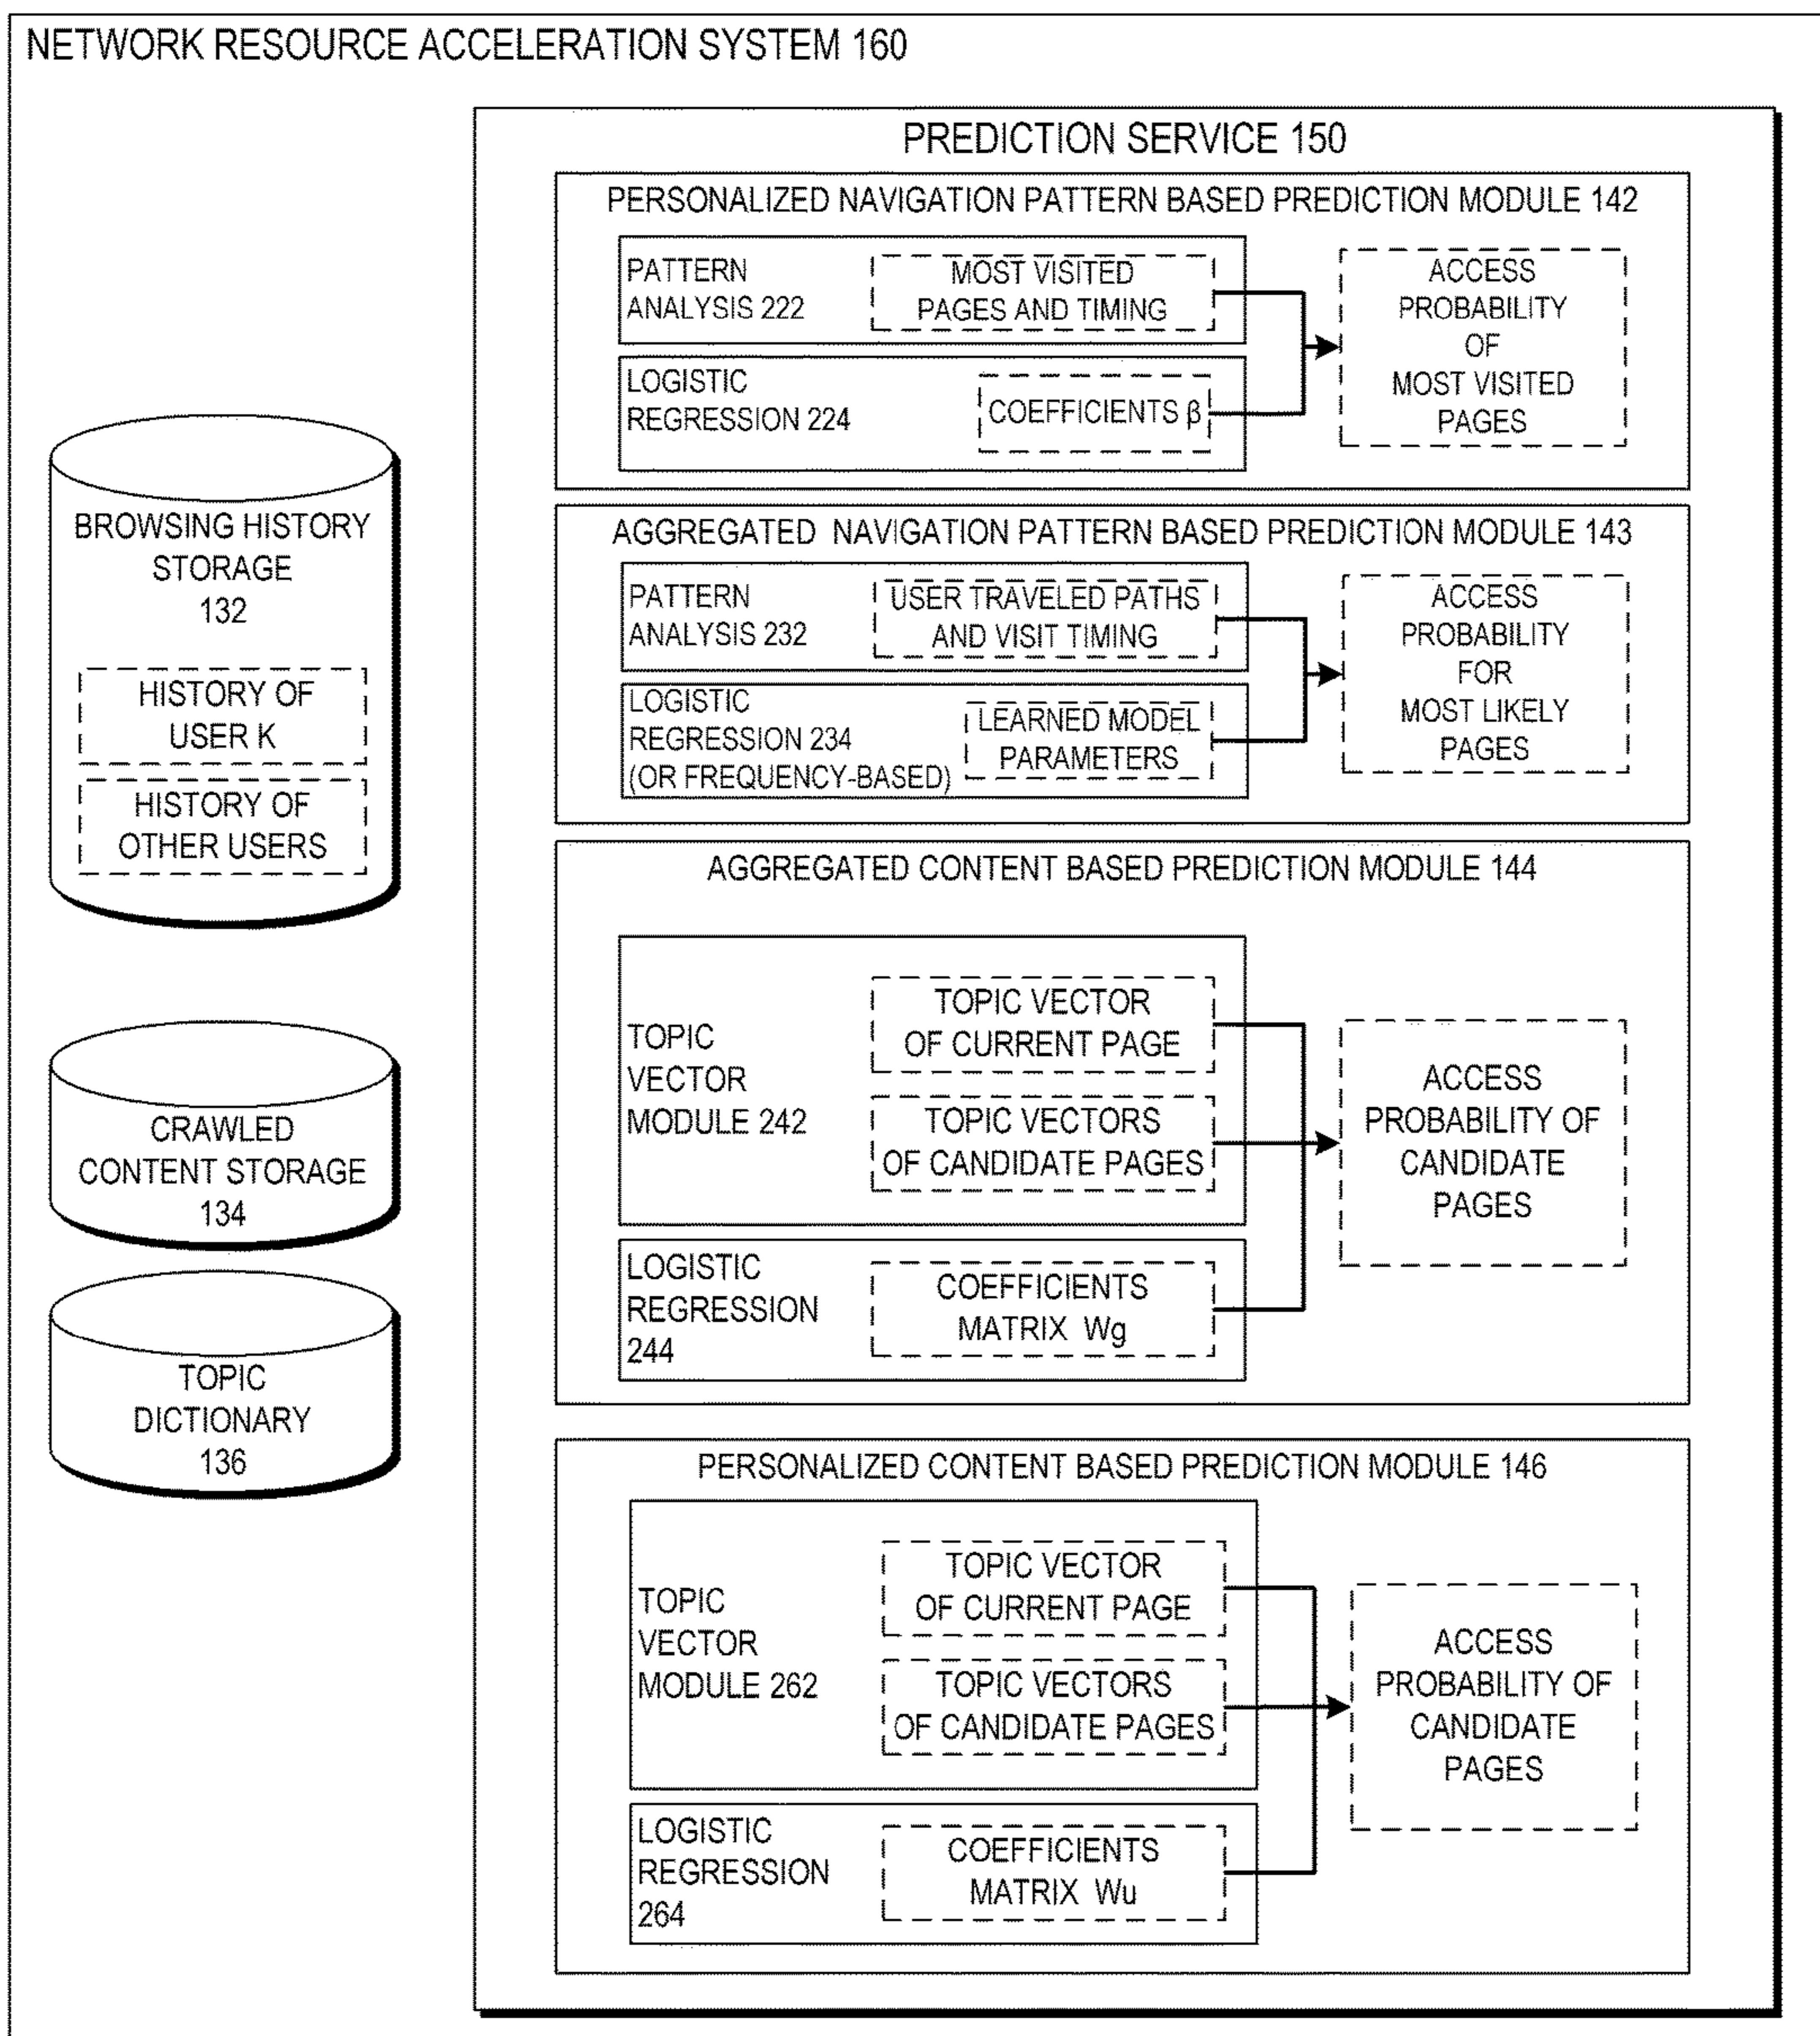 NETWORK RESOURCE ACCELERATION SYSTEM 160
BROWSING HISTORY
STORAGE
132
HISTORY OF
USER K
HISTORY OF
OTHER USERS
CRAWLED
CONTENT STORAGE
134
TOPIC
DICTIONARY
136
PREDICTION SERVICE 150
PERSONALIZED NAVIGATION PATTERN BASED PREDICTION MODULE 142
PATTERN
ANALYSIS 222
MOST VISITED
PAGES AND TIMING
LOGISTIC
REGRESSION 224
COEFFICIENTS β
ACCESS
PROBABILITY
OF
MOST VISITED
PAGES
AGGREGATED NAVIGATION PATTERN BASED PREDICTION MODULE 143
PATTERN
ANALYSIS 232
USER TRAVELED PATHS
AND VISIT TIMING
LOGISTIC
REGRESSION 234
(OR FREQUENCY-BASED)
LEARNED MODEL
PARAMETERS
ACCESS
PROBABILITY
FOR
MOST LIKELY
PAGES
AGGREGATED CONTENT BASED PREDICTION MODULE 144
TOPIC
VECTOR
MODULE 242
TOPIC VECTOR
OF CURRENT PAGE
TOPIC VECTORS
OF CANDIDATE PAGES
LOGISTIC
REGRESSION
244
COEFFICIENTS
MATRIX Wg
ACCESS
PROBABILITY OF
CANDIDATE
PAGES
PERSONALIZED CONTENT BASED PREDICTION MODULE 146
TOPIC
VECTOR
MODULE 262
TOPIC VECTOR
OF CURRENT PAGE
TOPIC VECTORS
OF CANDIDATE PAGES
LOGISTIC
REGRESSION
264
COEFFICIENTS
MATRIX Wu
ACCESS
PROBABILITY OF
CANDIDATE
PAGES